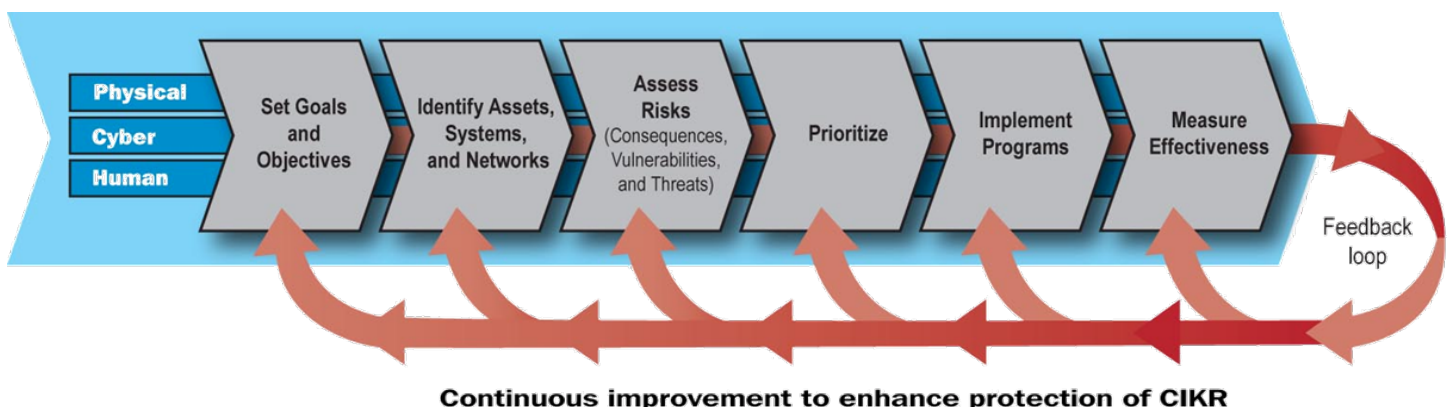 Physical
Cyber
Human
Set Goals
and
Objectives
Identify Assets,
Systems,
and Networks
Assess
Risks
(Consequences,
Vulnerabilities,
and Threats)
Prioritize
Implement
Programs
Measure
Effectiveness
Feedback
loop
Continuous improvement to enhance protection of CIKR